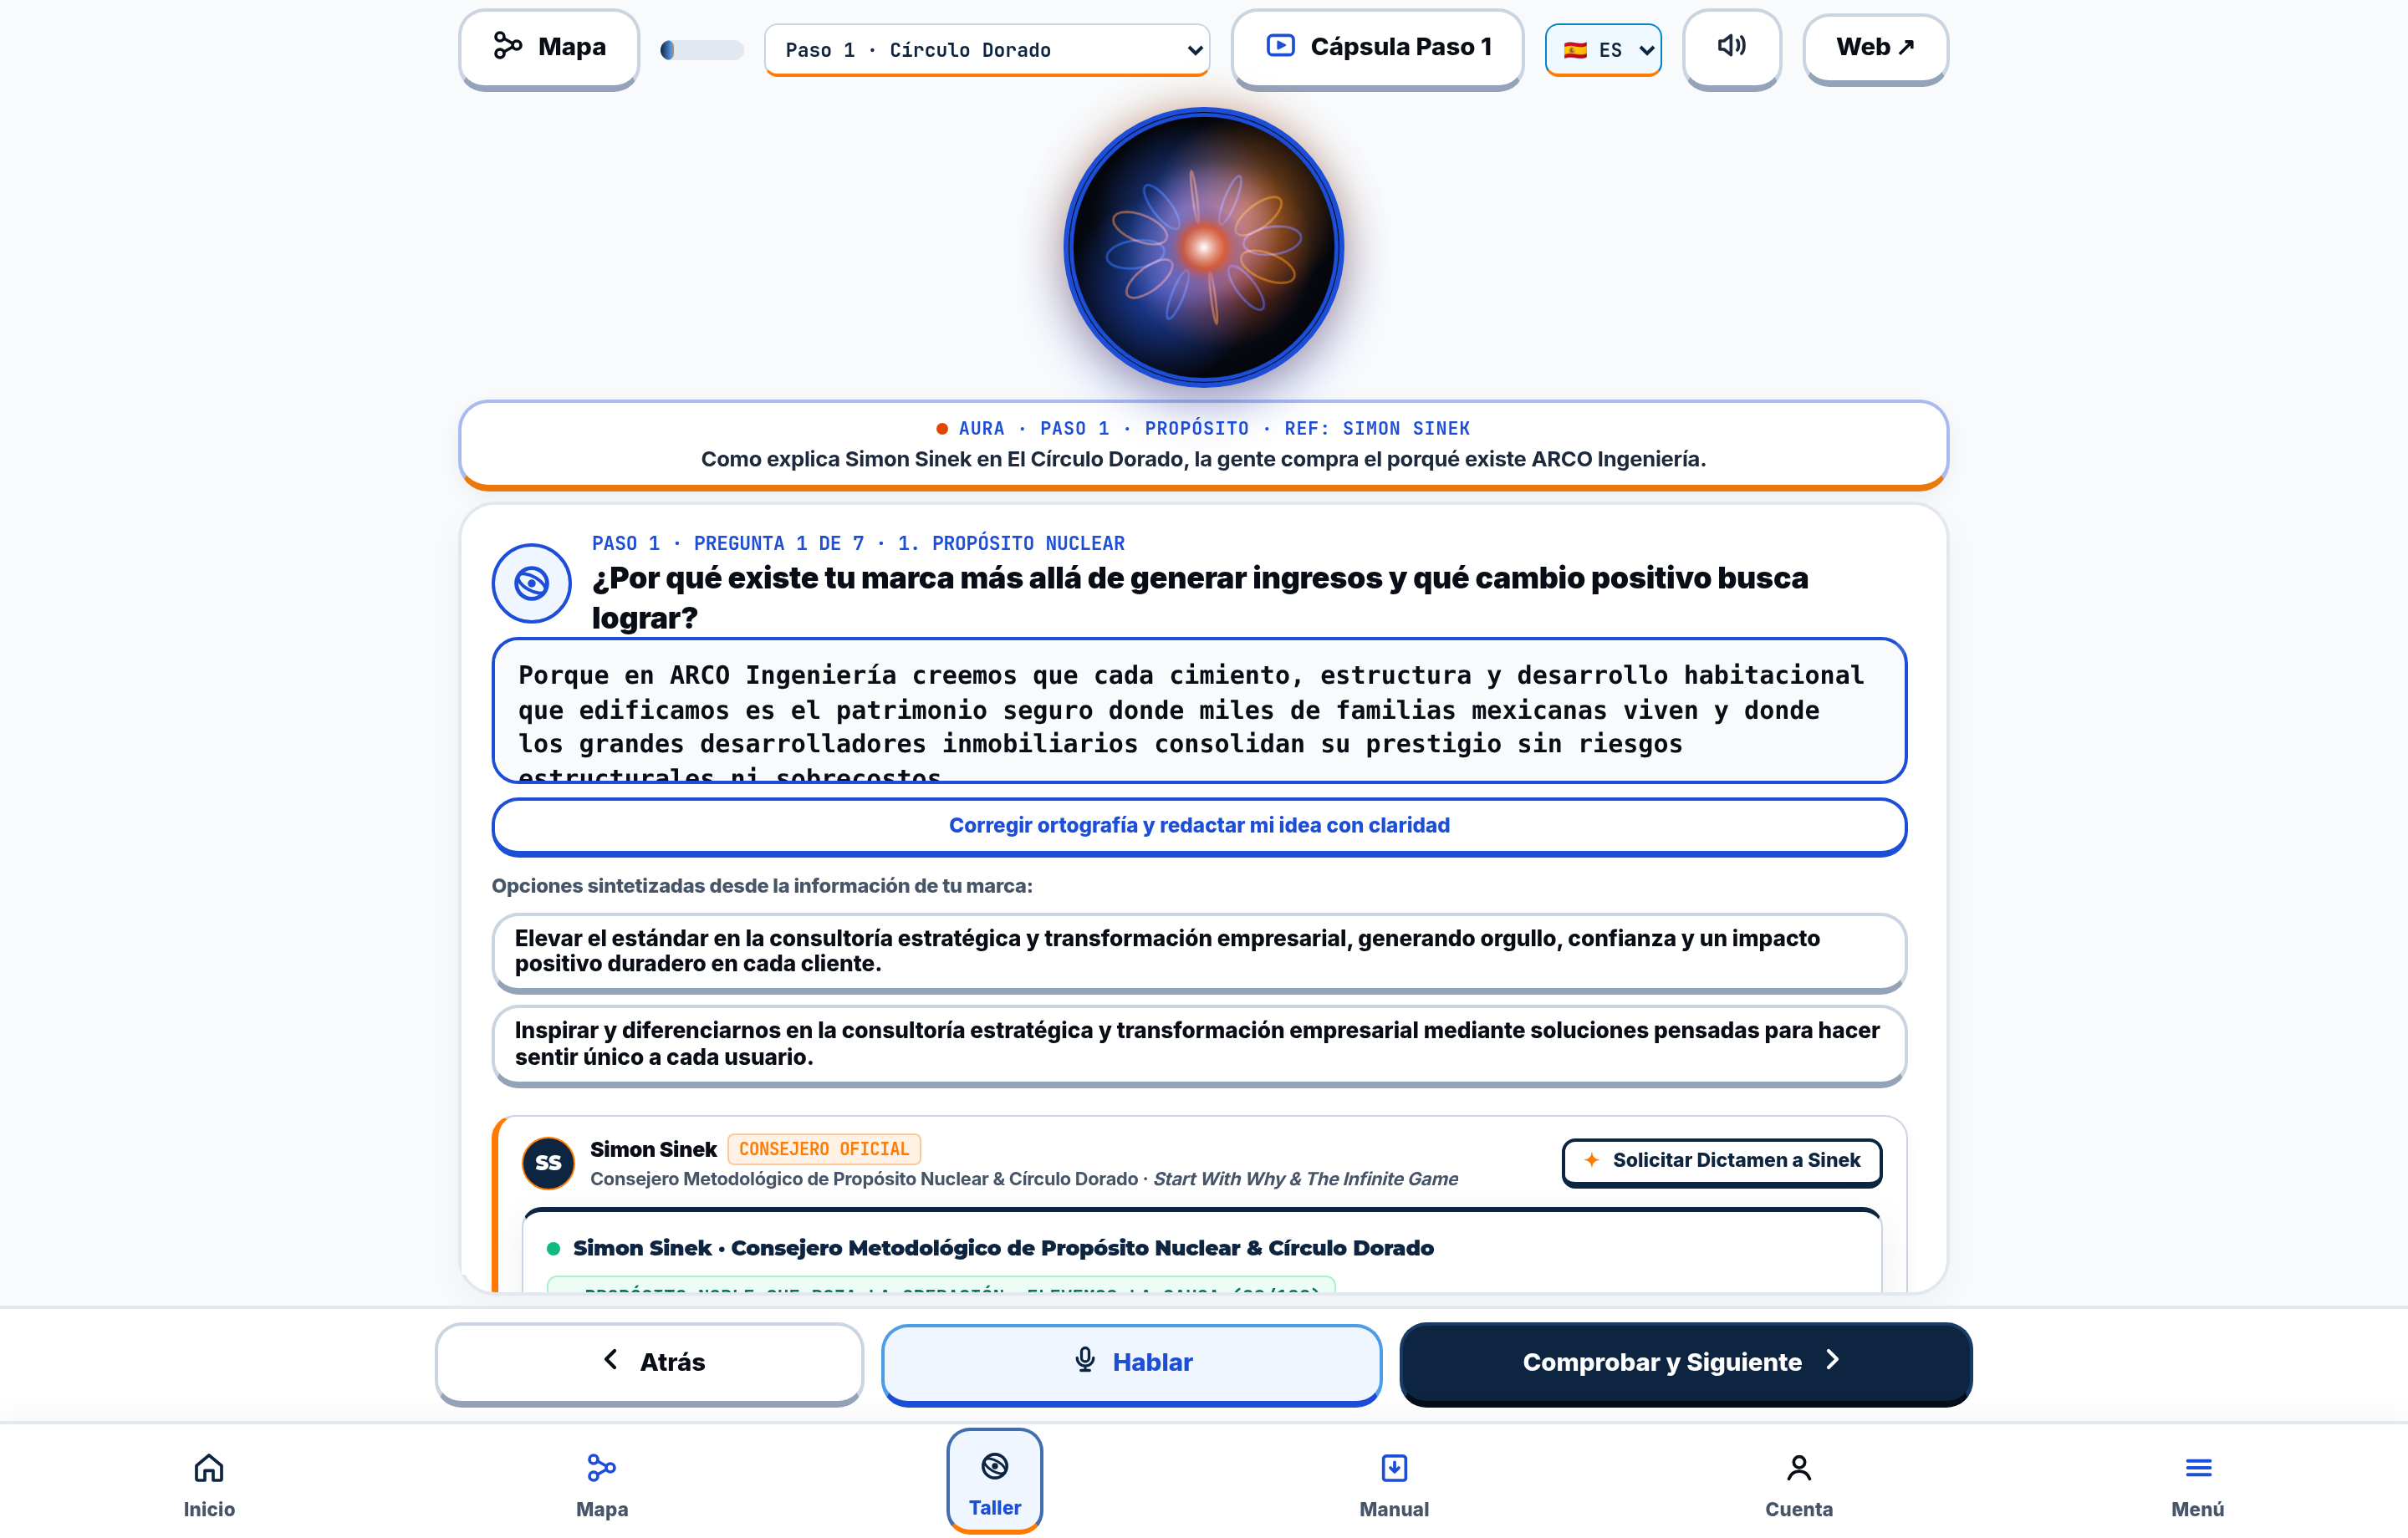 Mapa
Paso 1 · Círculo Dorado
Cápsula Paso 1
ES
Web ↗
AURA · PASO 1 · PROPÓSITO · REF: SIMON SINEK
Como explica Simon Sinek en El Círculo Dorado, la gente compra el porqué existe ARCO Ingeniería.
PASO 1 · PREGUNTA 1 DE 7 · 1. PROPÓSITO NUCLEAR
¿Por qué existe tu marca más allá de generar ingresos y qué cambio positivo busca
lograr?
Porque en ARCO Ingeniería creemos que cada cimiento, estructura y desarrollo habitacional
que edificamos es el patrimonio seguro donde miles de familias mexicanas viven y donde
los grandes desarrolladores inmobiliarios consolidan su prestigio sin riesgos
estructurales ni sobrecostos
Corregir ortografía y redactar mi idea con claridad
Opciones sintetizadas desde la información de tu marca:
Elevar el estándar en la consultoría estratégica y transformación empresarial, generando orgullo, confianza y un impacto
positivo duradero en cada cliente.
Inspirar y diferenciarnos en la consultoría estratégica y transformación empresarial mediante soluciones pensadas para hacer
sentir único a cada usuario.
SS
Simon Sinek
CONSEJERO OFICIAL
Consejero Metodológico de Propósito Nuclear & Círculo Dorado · Start With Why & The Infinite Game
✦ Solicitar Dictamen a Sinek
Simon Sinek · Consejero Metodológico de Propósito Nuclear & Círculo Dorado
Atrás
Hablar
Comprobar y Siguiente
Inicio
Mapa
Taller
Manual
Cuenta
Menú